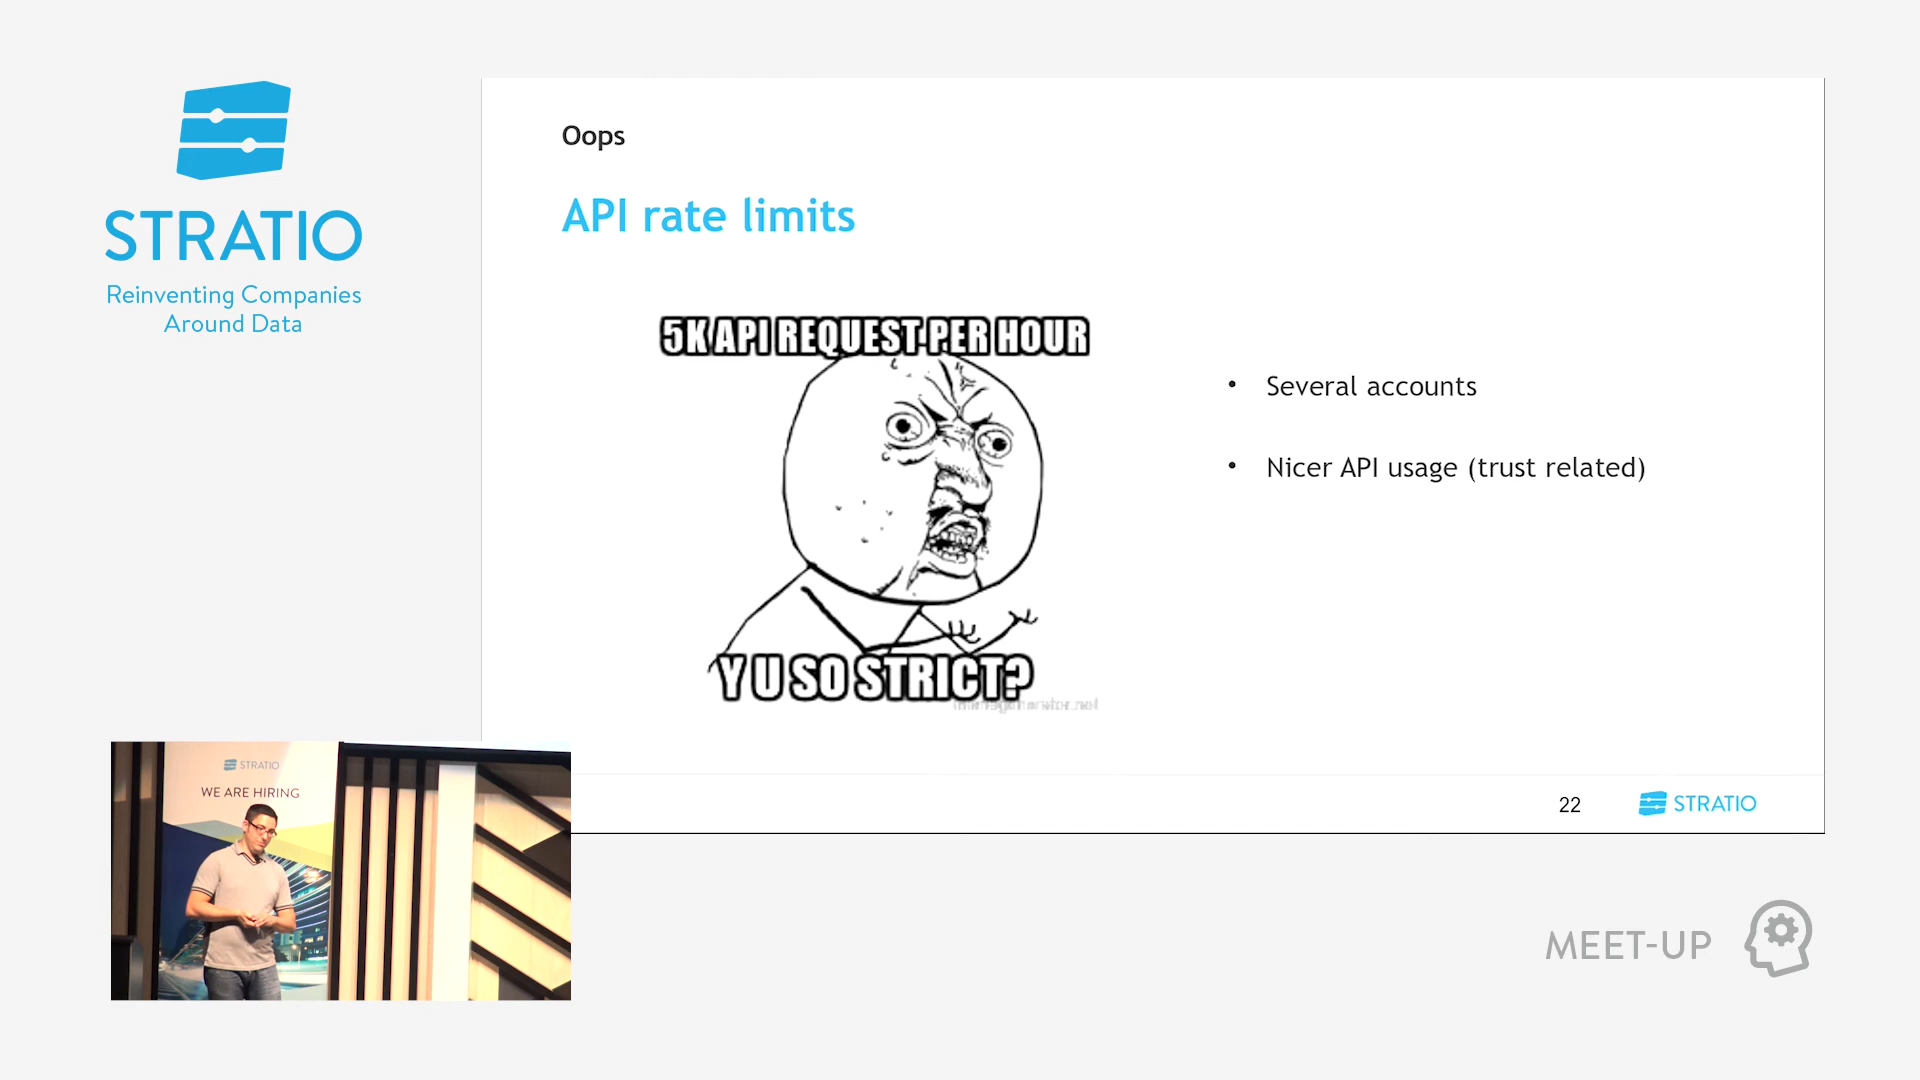 STRATIO
Reinventing Companies
Around Data
Oops
API rate limits
5K API REQUEST PER HOUR
Y U SO STRICT?
• Several accounts
• Nicer API usage (trust related)
22
STRATIO
STRATIO
WE ARE HIRING
MEET-UP